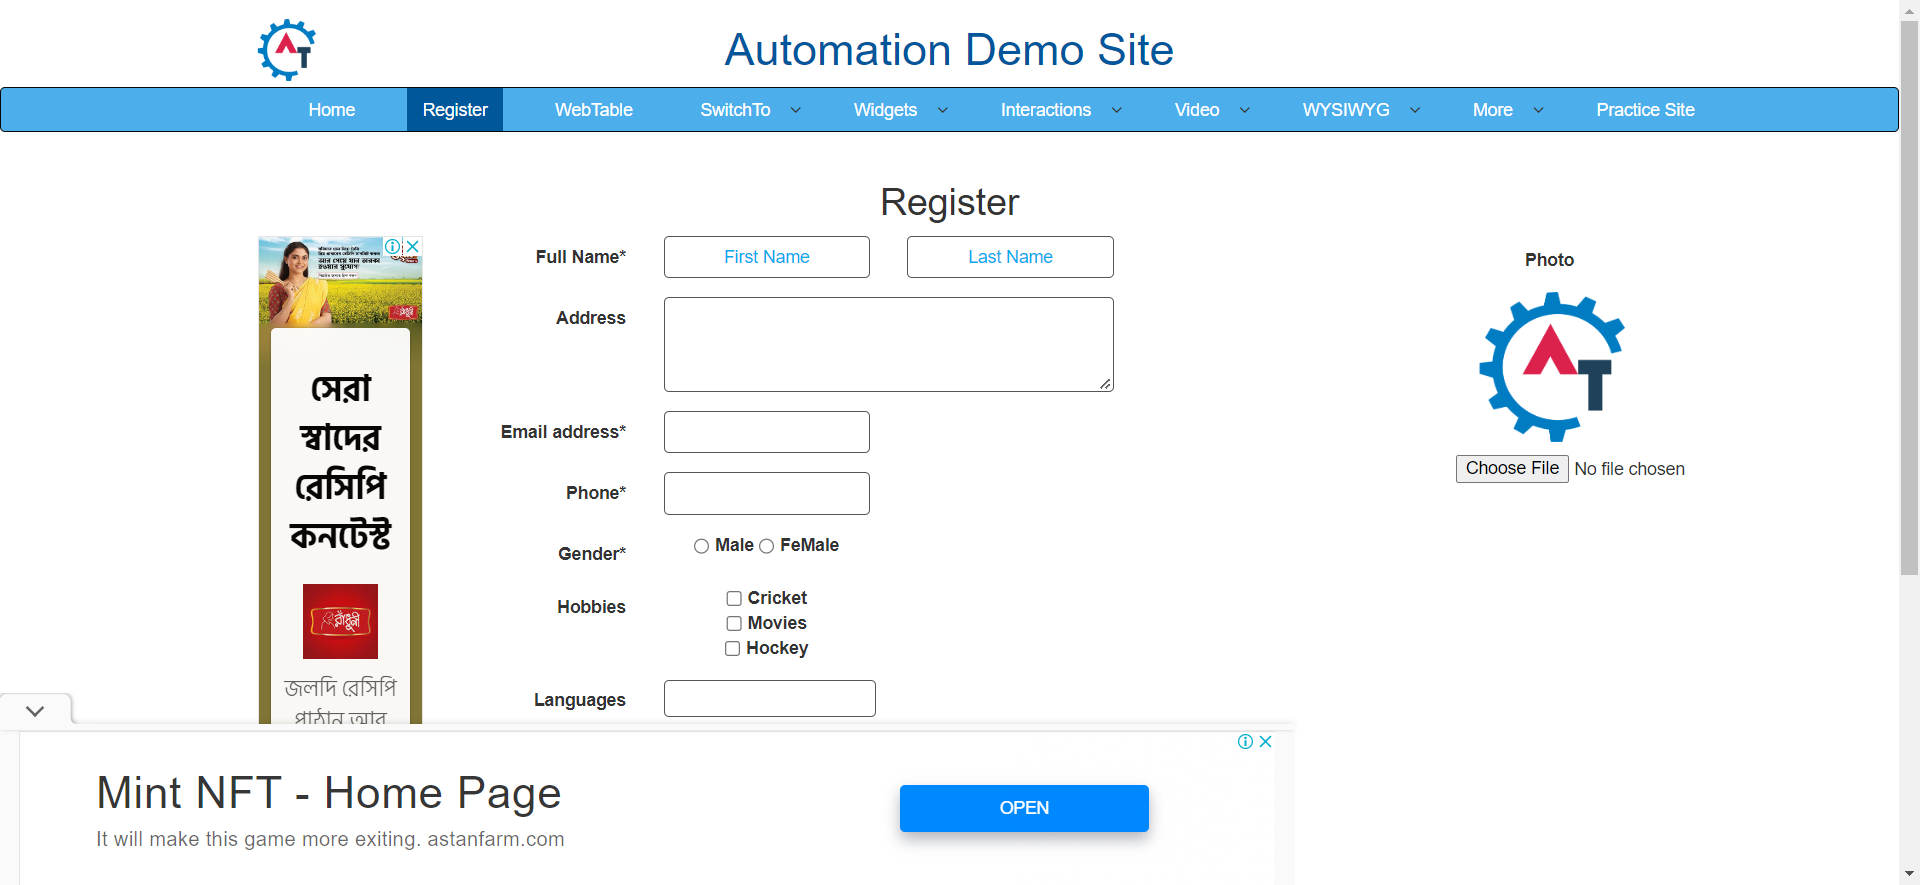 Automation Demo Site
Home Register WebTable SwitchTo Widgets Interactions Video WYSIWYG More Practice Site
Register
Full Name* First Name Last Name
Address
Email address*
Phone*
Gender* Male FeMale
Hobbies Cricket
Movies
Hockey
Languages
Photo
AT
Choose File No file chosen
সেরা
স্বাদের
রেসিপি
কনটেস্ট
রাঁধুনী
জলদি রেসিপি
পাঠান আর
Mint NFT - Home Page
It will make this game more exiting. astanfarm.com
OPEN